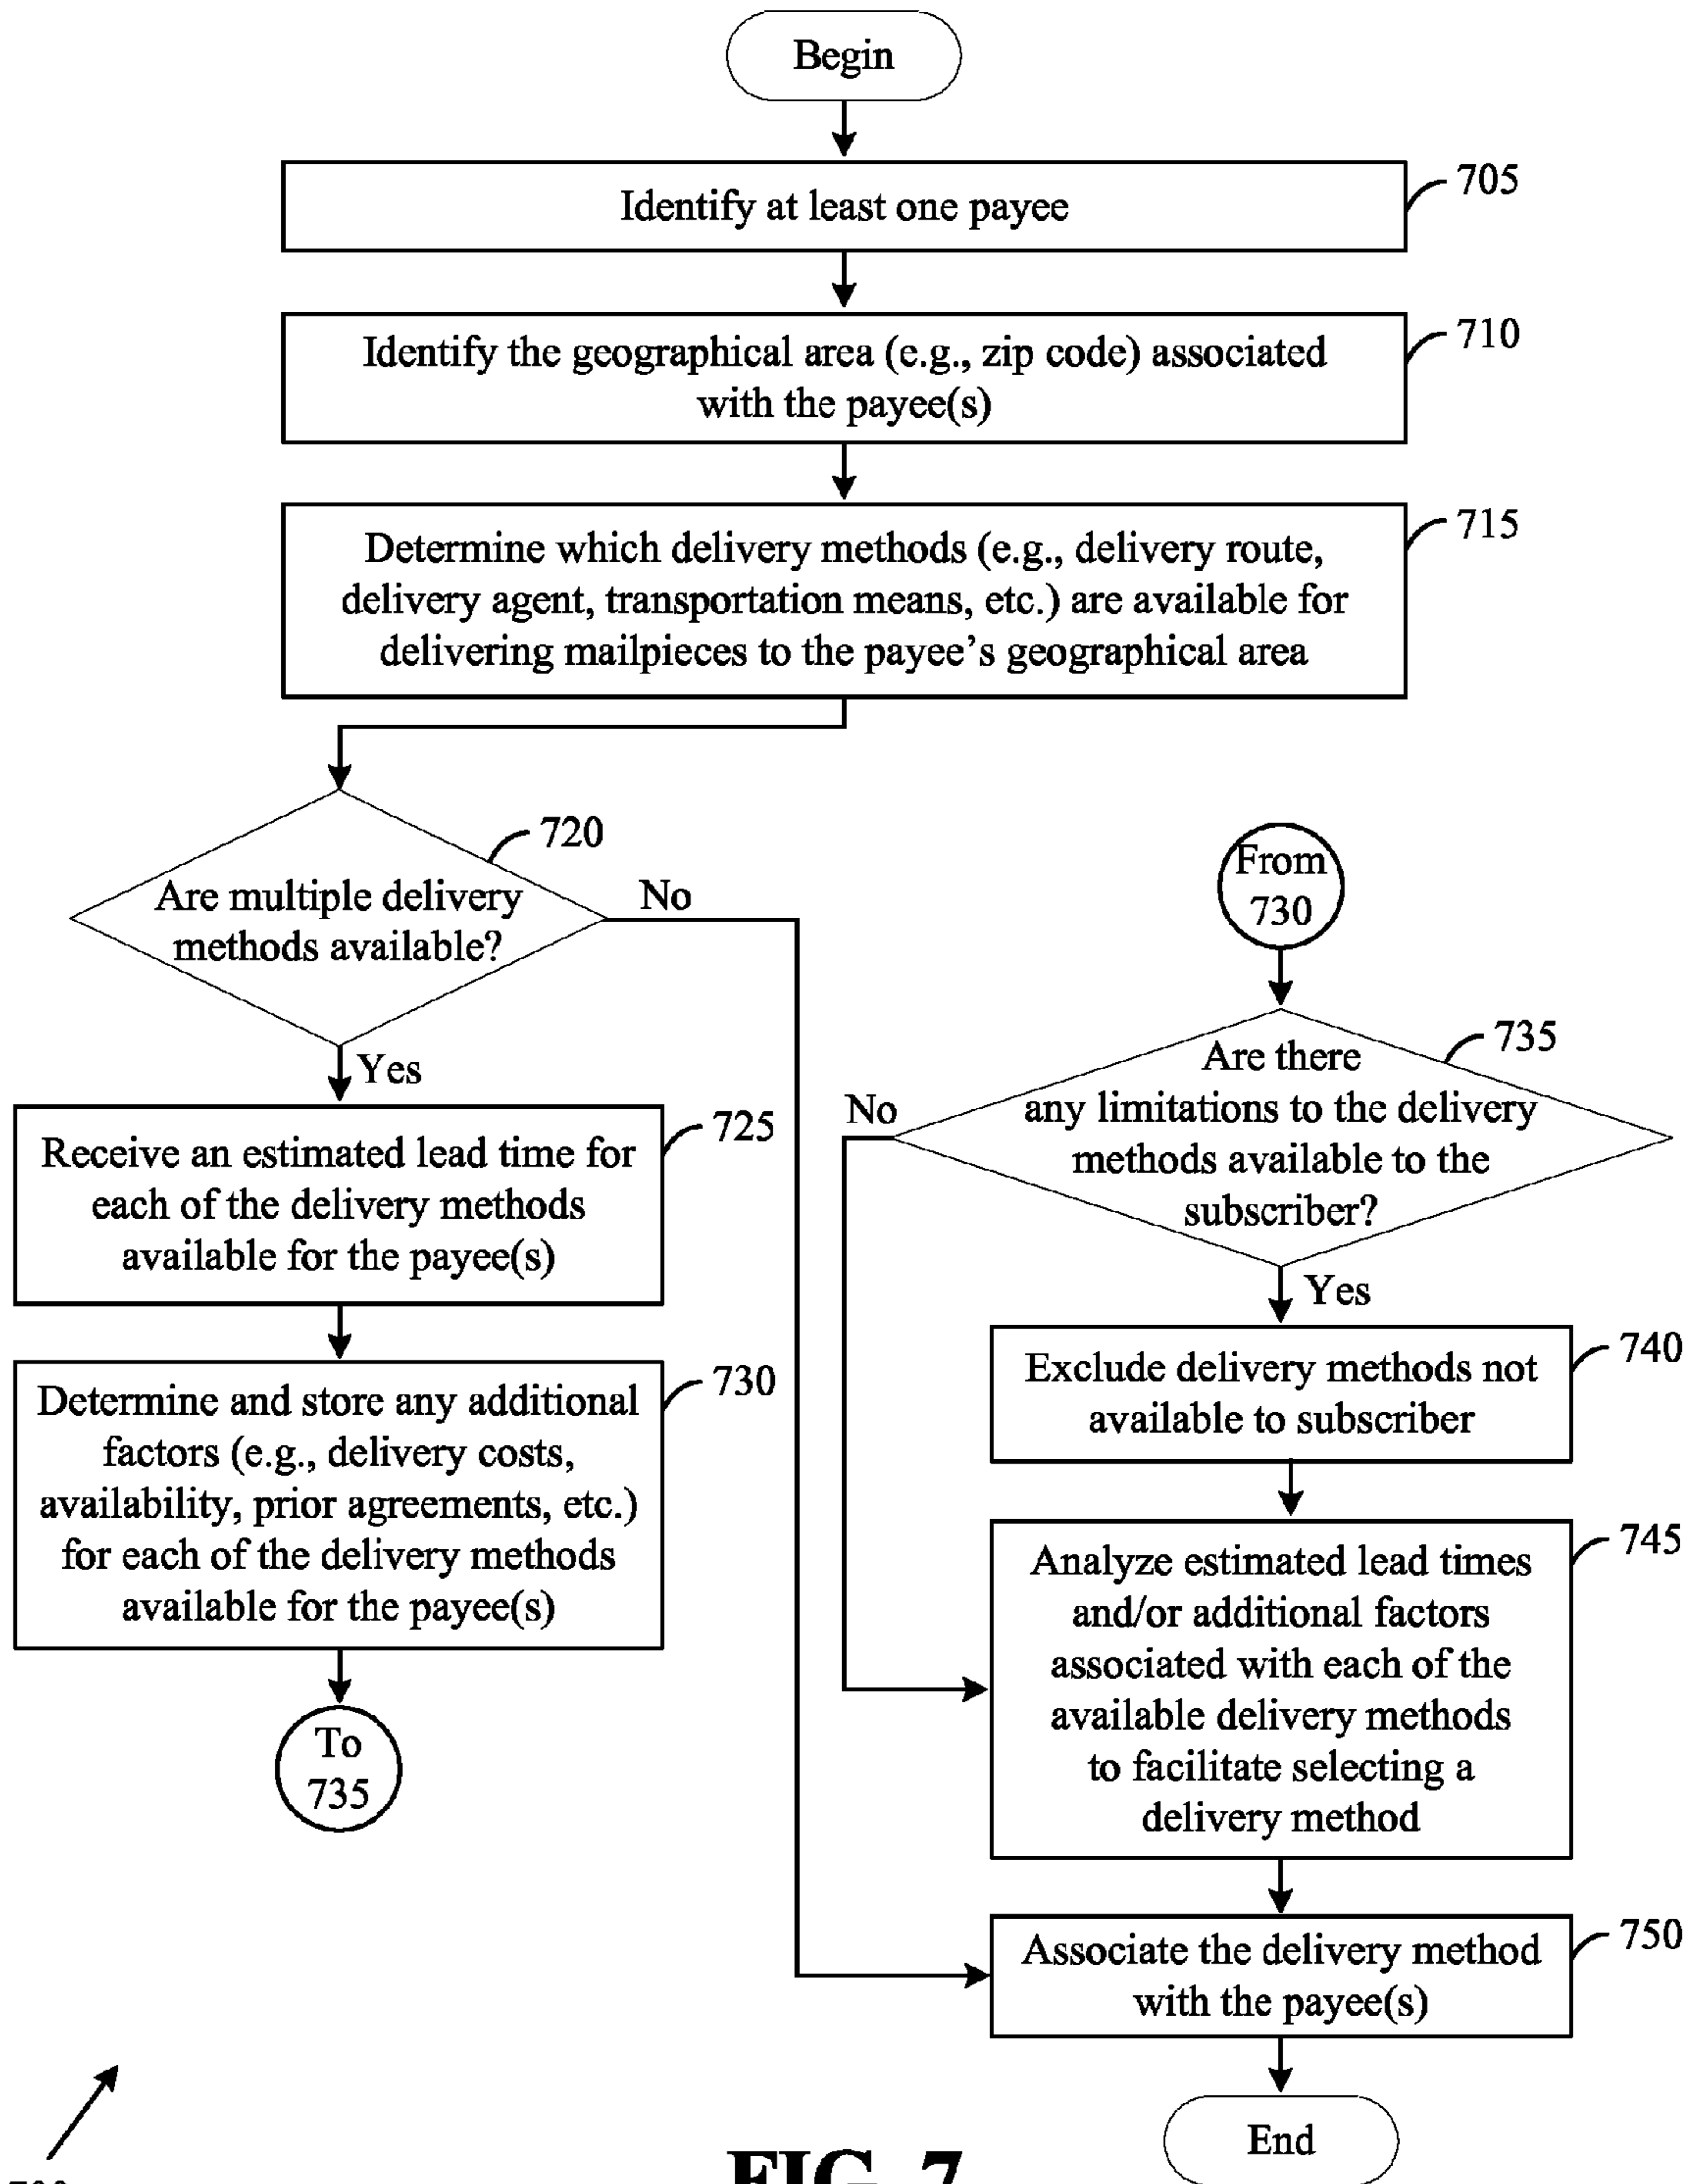 Begin
Identify at least one payee
705
Identify the geographical area (e.g., zip code) associated
with the payee(s)
710
Determine which delivery methods (e.g., delivery route,
delivery agent, transportation means, etc.) are available for
delivering mailpieces to the payee’s geographical area
715
Are multiple delivery
methods available?
720
No
Yes
Receive an estimated lead time for
each of the delivery methods
available for the payee(s)
725
Determine and store any additional
factors (e.g., delivery costs,
availability, prior agreements, etc.)
for each of the delivery methods
available for the payee(s)
730
To
735
From
730
Are there
any limitations to the delivery
methods available to the
subscriber?
735
No
Yes
Exclude delivery methods not
available to subscriber
740
Analyze estimated lead times
and/or additional factors
associated with each of the
available delivery methods
to facilitate selecting a
delivery method
745
Associate the delivery method
with the payee(s)
750
End
FIG. 7